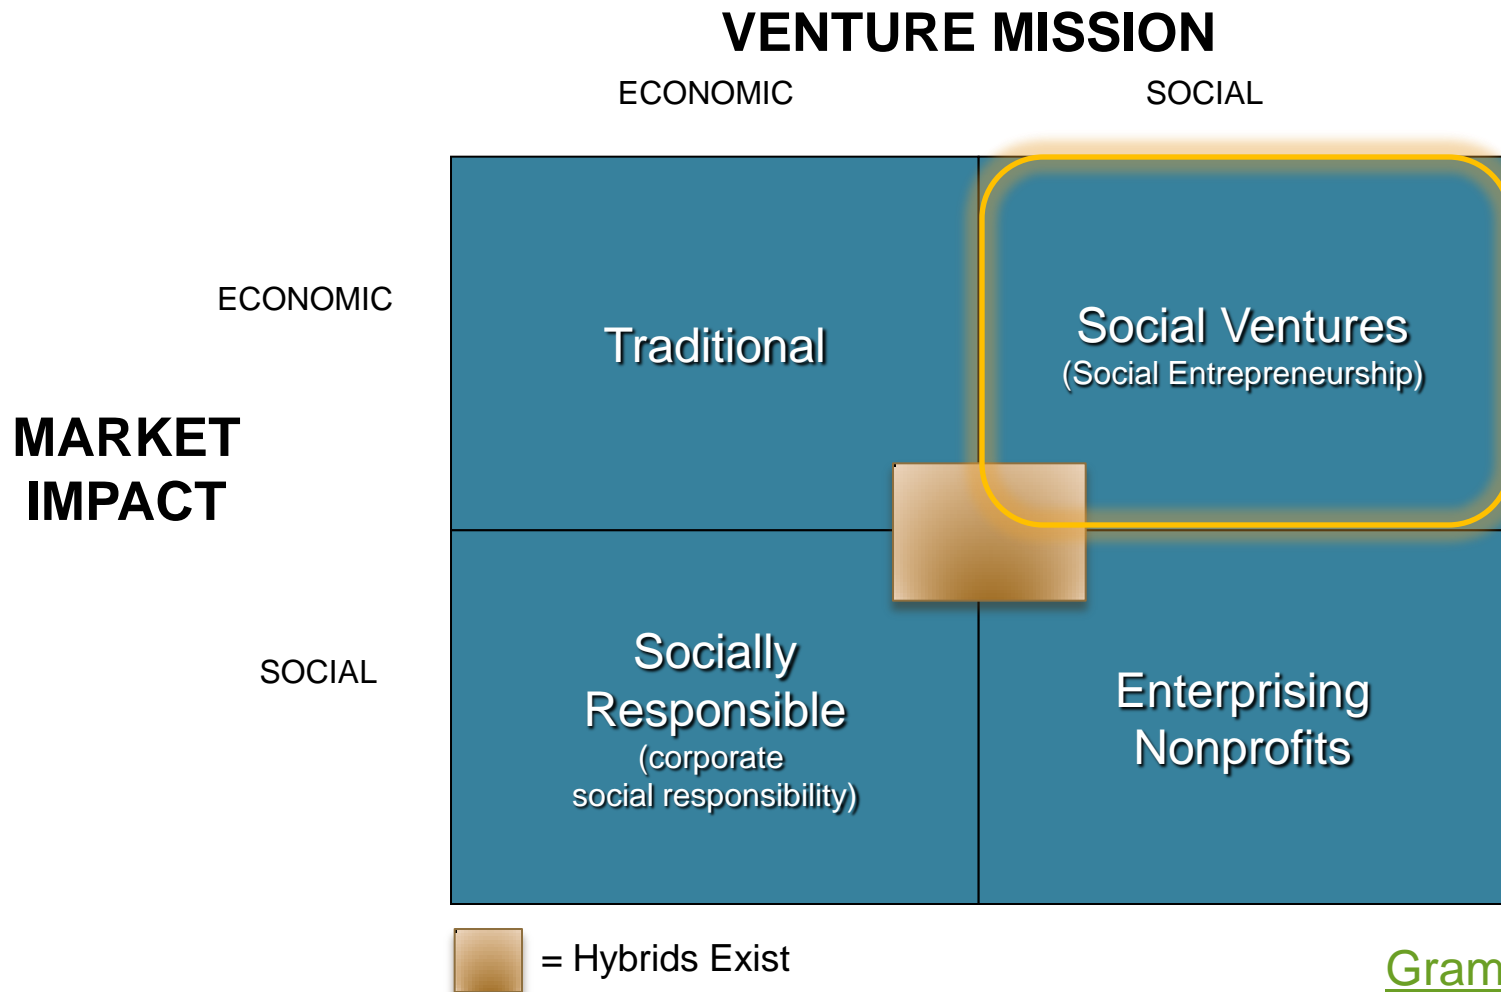 VENTURE MISSION
ECONOMIC
SOCIAL
ECONOMIC
Traditional
Social Ventures
(Social Entrepreneurship)
MARKET
IMPACT
SOCIAL
Socially
Responsible
(corporate
social responsibility)
Enterprising
Nonprofits
= Hybrids Exist
Gram